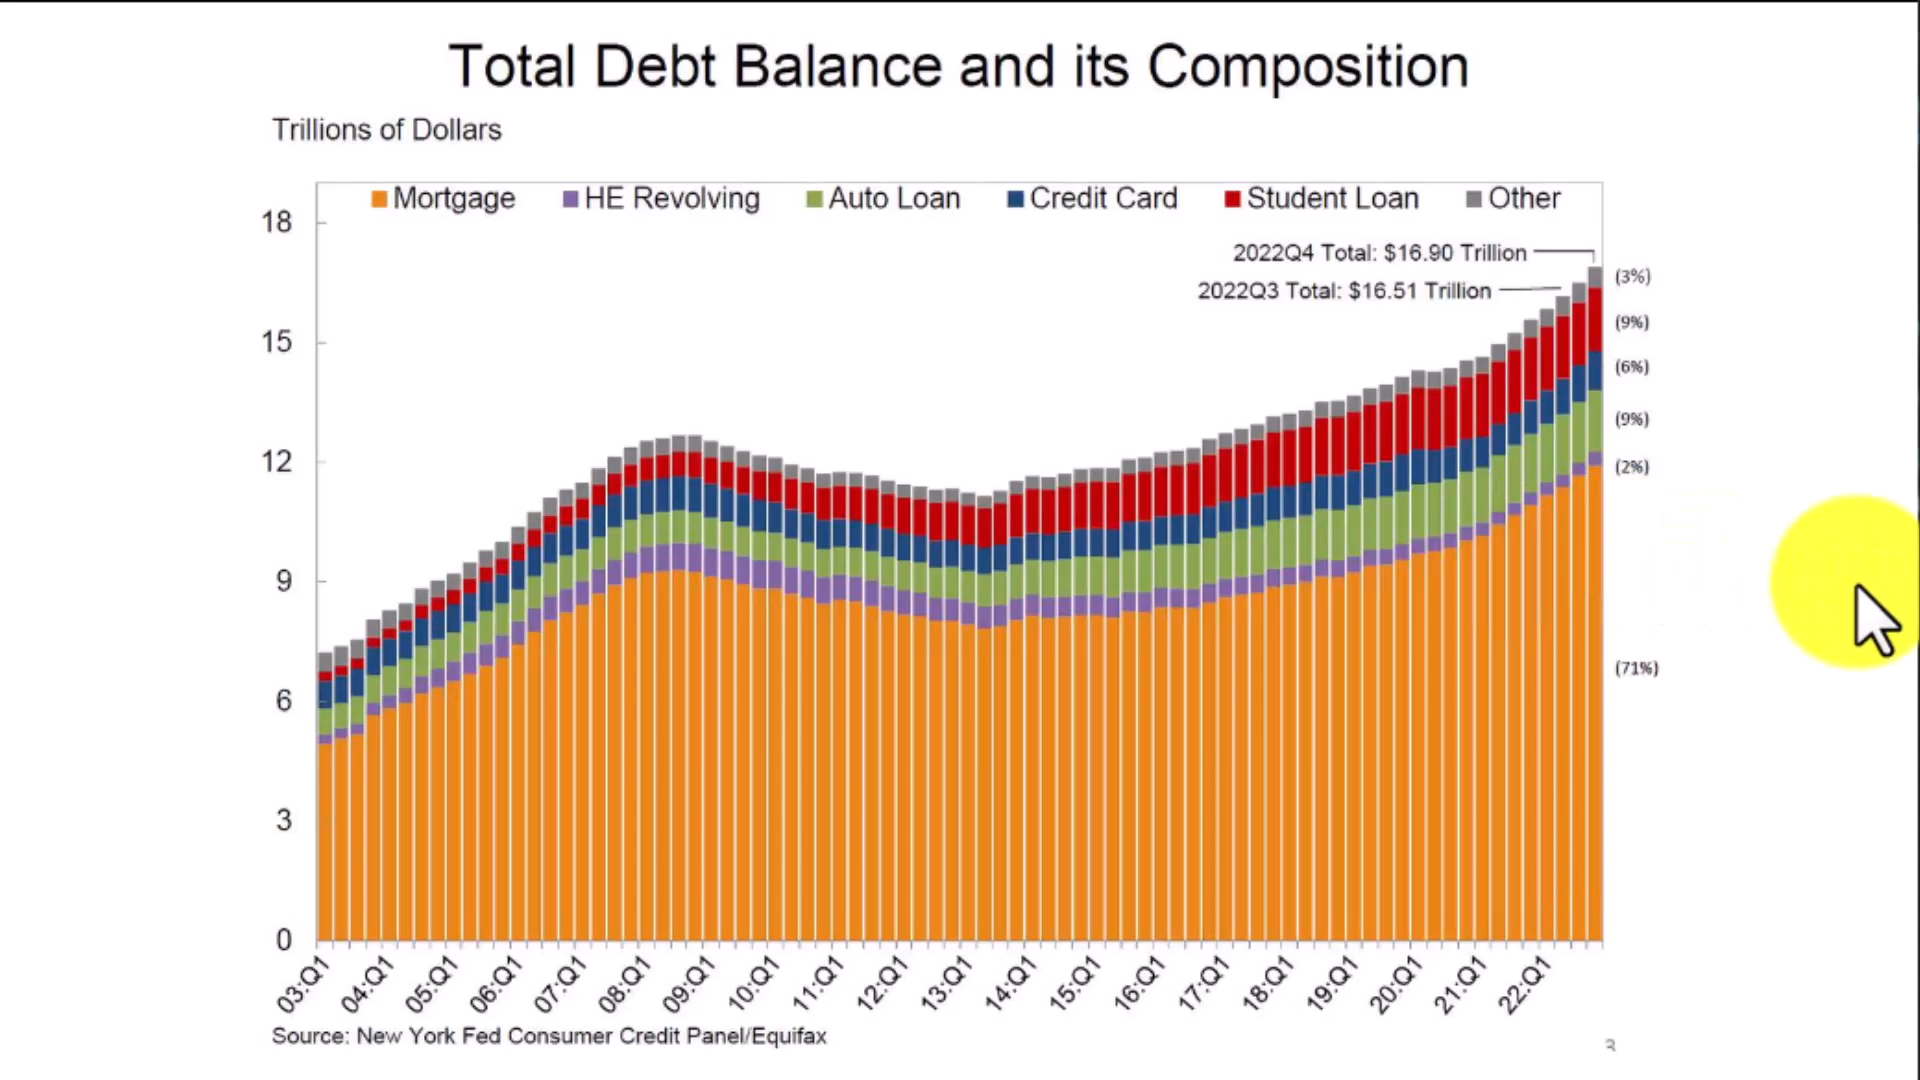 Total Debt Balance and its Composition
Trillions of Dollars
Mortgage HE Revolving Auto Loan Credit Card Student Loan Other
18
2022Q4 Total: $16.90 Trillion
(3%)
2022Q3 Total: $16.51 Trillion
(9%)
15
(6%)
(9%)
12
(2%)
9
(71%)
6
3
0
03:Q1 04:Q1 05:Q1 06:Q1 07:Q1 08:Q1 09:Q1 10:Q1 11:Q1 12:Q1 13:Q1 14:Q1 15:Q1 16:Q1 17:Q1 18:Q1 19:Q1 20:Q1 21:Q1 22:Q1
Source: New York Fed Consumer Credit Panel/Equifax
3